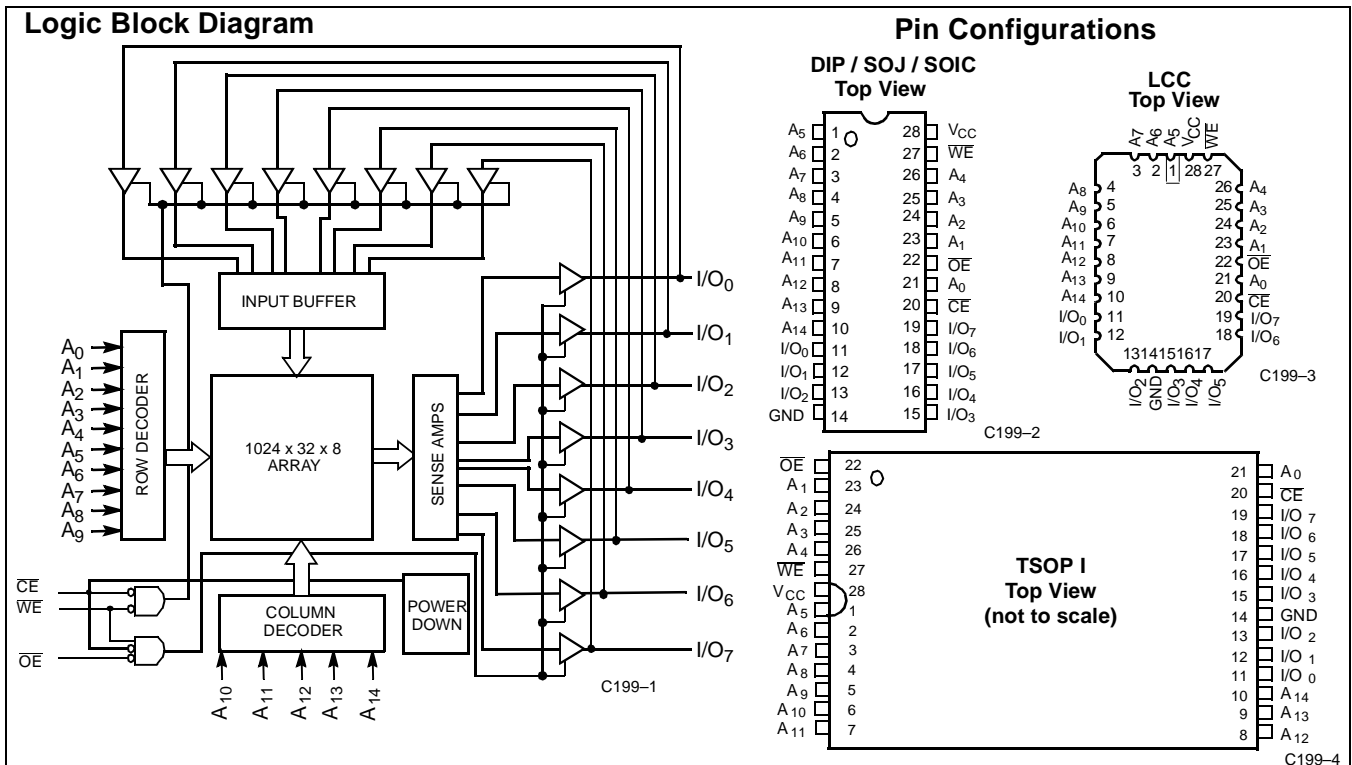 Logic Block Diagram
INPUT BUFFER
A0
A1
A2
A3
A4
A5
A6
A7
A8
A9
ROW DECODER
1024 x 32 x 8
ARRAY
SENSE AMPS
I/O0
I/O1
I/O2
I/O3
I/O4
I/O5
I/O6
I/O7
CE
WE
OE
COLUMN
DECODER
POWER
DOWN
A10
A11
A12
A13
A14
C199–1
Pin Configurations
DIP / SOJ / SOIC
Top View
A5 1 28 VCC
A6 2 27 WE
A7 3 26 A4
A8 4 25 A3
A9 5 24 A2
A10 6 23 A1
A11 7 22 OE
A12 8 21 A0
A13 9 20 CE
A14 10 19 I/O7
I/O0 11 18 I/O6
I/O1 12 17 I/O5
I/O2 13 16 I/O4
GND 14 15 I/O3
C199–2
LCC
Top View
A7 A6 A5 VCC WE
3 2 1 28 27
A8 4 26 A4
A9 5 25 A3
A10 6 24 A2
A11 7 23 A1
A12 8 22 OE
A13 9 21 A0
A14 10 20 CE
I/O0 11 19 I/O7
I/O1 12 18 I/O6
13 14 15 16 17
I/O2 GND I/O3 I/O4 I/O5
C199–3
OE 22 21 A0
A1 23 20 CE
A2 24 19 I/O7
A3 25 18 I/O6
A4 26 17 I/O5
WE 27 16 I/O4
VCC 28 15 I/O3
A5 1 14 GND
A6 2 13 I/O2
A7 3 12 I/O1
A8 4 11 I/O0
A9 5 10 A14
A10 6 9 A13
A11 7 8 A12
TSOP I
Top View
(not to scale)
C199–4